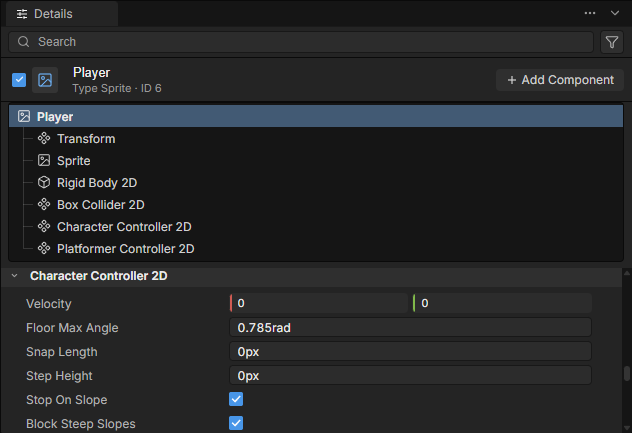 Details
Search
Player
Type Sprite · ID 6
+ Add Component
Player
Transform
Sprite
Rigid Body 2D
Box Collider 2D
Character Controller 2D
Platformer Controller 2D
Character Controller 2D
Velocity 0 0
Floor Max Angle 0.785rad
Snap Length 0px
Step Height 0px
Stop On Slope
Block Steep Slopes